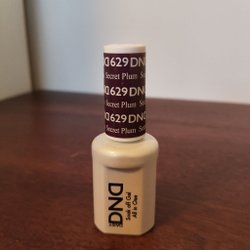 629 DND
Secret Plum
629 DND
Secret Plum
DND
Soak off Gel
All in One